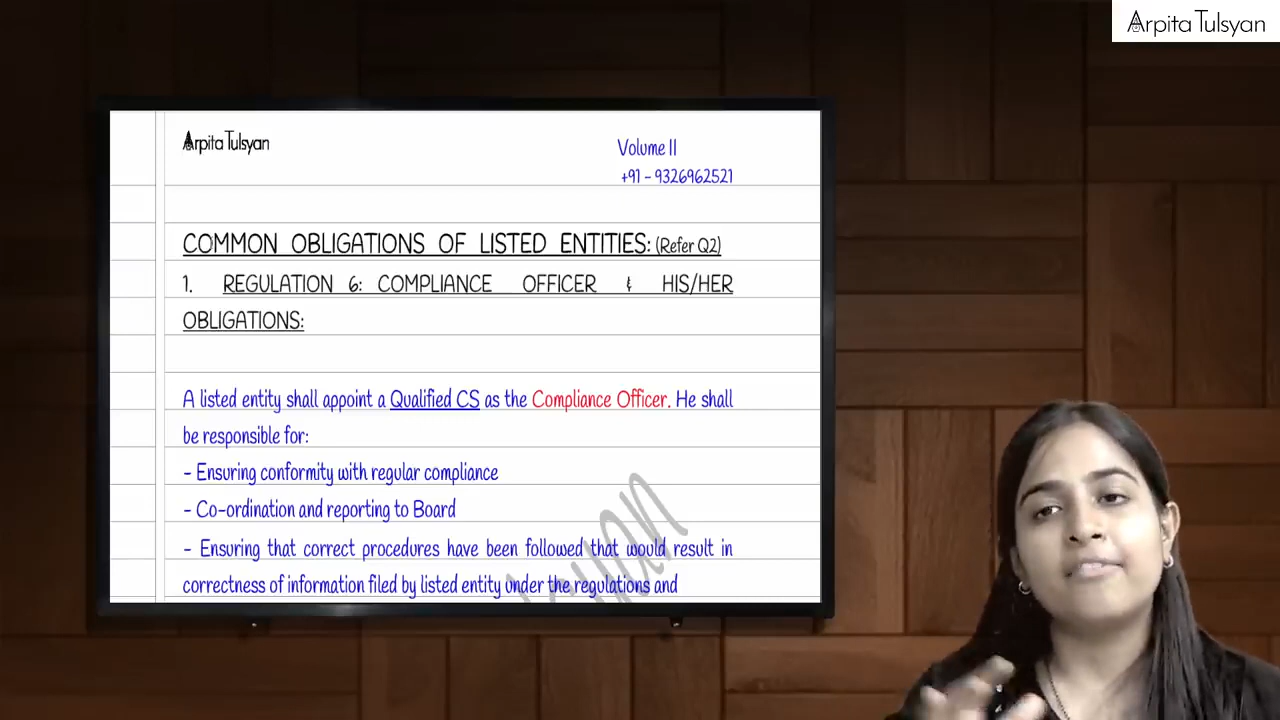 Arpita Tulsyan
Arpita Tulsyan
Volume II
+91 - 9326962521
COMMON OBLIGATIONS OF LISTED ENTITIES: (Refer Q2)
1. REGULATION 6: COMPLIANCE OFFICER & HIS/HER
OBLIGATIONS:
A listed entity shall appoint a Qualified CS as the Compliance Officer. He shall
be responsible for:
- Ensuring conformity with regular compliance
- Co-ordination and reporting to Board
- Ensuring that correct procedures have been followed that would result in
correctness of information filed by listed entity under the regulations and